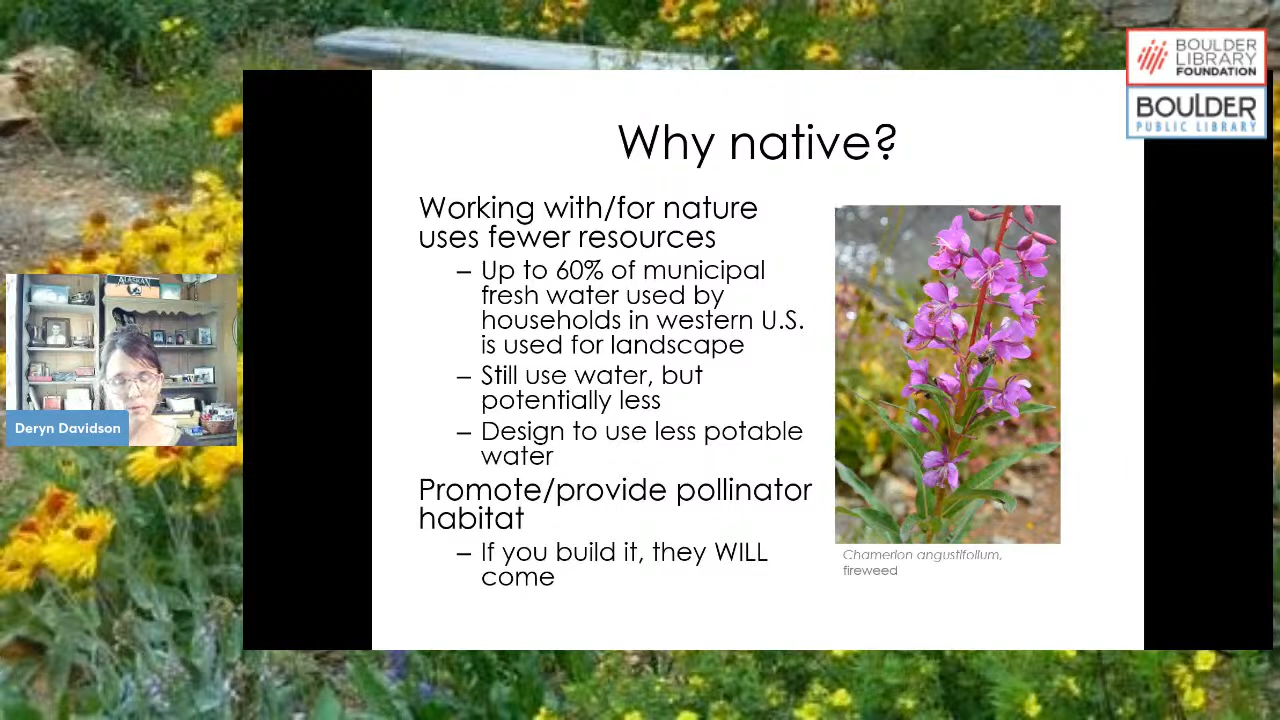 BOULDER
LIBRARY
FOUNDATION
BOULDER
PUBLIC LIBRARY
Why native?
Working with/for nature
uses fewer resources
– Up to 60% of municipal
fresh water used by
households in western U.S.
is used for landscape
– Still use water, but
potentially less
– Design to use less potable
water
Promote/provide pollinator
habitat
– If you build it, they WILL
come
Chamerion angustifolium,
fireweed
ALASKAN
Deryn Davidson